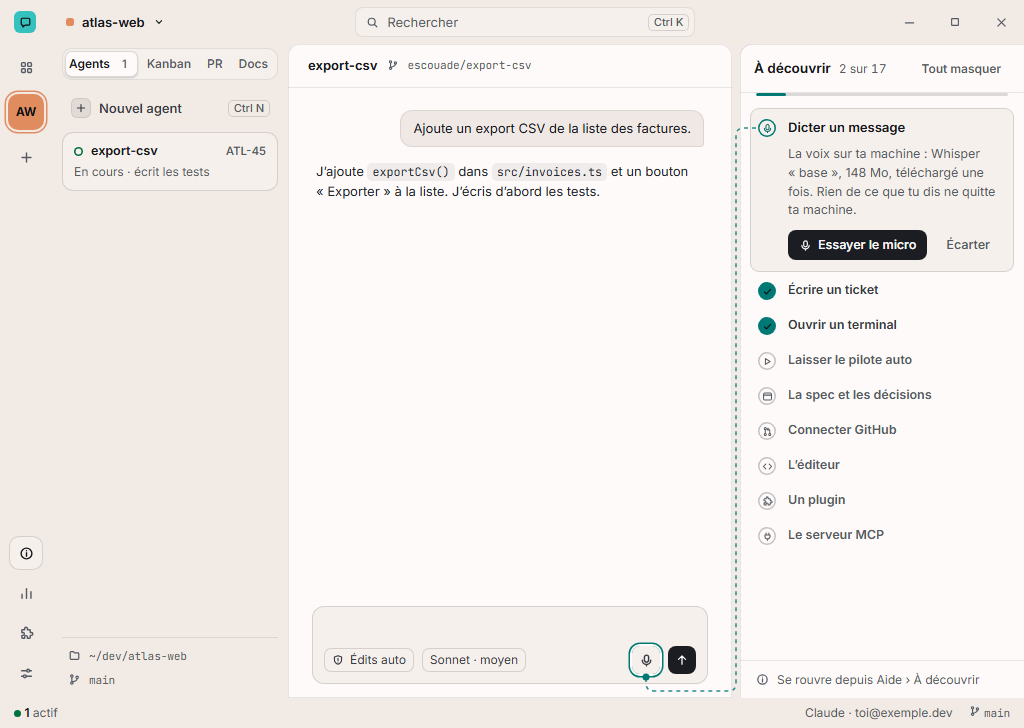 atlas-web
Rechercher
Ctrl K
AW
Agents 1 Kanban PR Docs
Nouvel agent Ctrl N
export-csv ATL-45
En cours · écrit les tests
~/dev/atlas-web
main
export-csv escouade/export-csv
Ajoute un export CSV de la liste des factures.
J’ajoute exportCsv() dans src/invoices.ts et un bouton
« Exporter » à la liste. J’écris d’abord les tests.
Édits auto Sonnet · moyen
À découvrir 2 sur 17 Tout masquer
Dicter un message
La voix sur ta machine : Whisper
« base », 148 Mo, téléchargé une
fois. Rien de ce que tu dis ne quitte
ta machine.
Essayer le micro Écarter
Écrire un ticket
Ouvrir un terminal
Laisser le pilote auto
La spec et les décisions
Connecter GitHub
L’éditeur
Un plugin
Le serveur MCP
Se rouvre depuis Aide › À découvrir
1 actif
Claude · toi@exemple.dev main